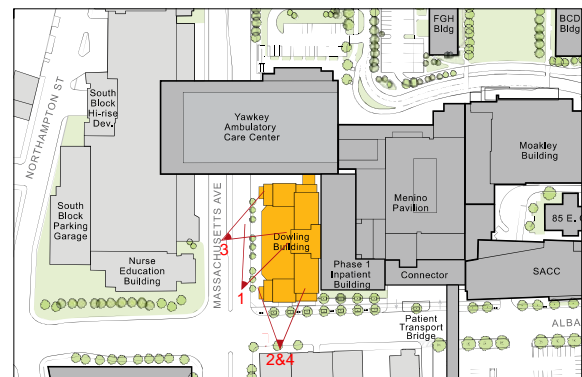 FGH
Bldg
BCD
Bldg
NORTHAMPTON ST
South
Block
Hi-rise
Dev.
Yawkey
Ambulatory
Care Center
Moakley
Building
MASSACHUSETTS AVE
Menino
Pavilion
South
Block
Parking
Garage
85 E.
3
Dowling
Building
Nurse
Education
Building
Phase 1
Inpatient
Building
Connector
SACC
1
Patient
Transport
Bridge
ALBA
2&4